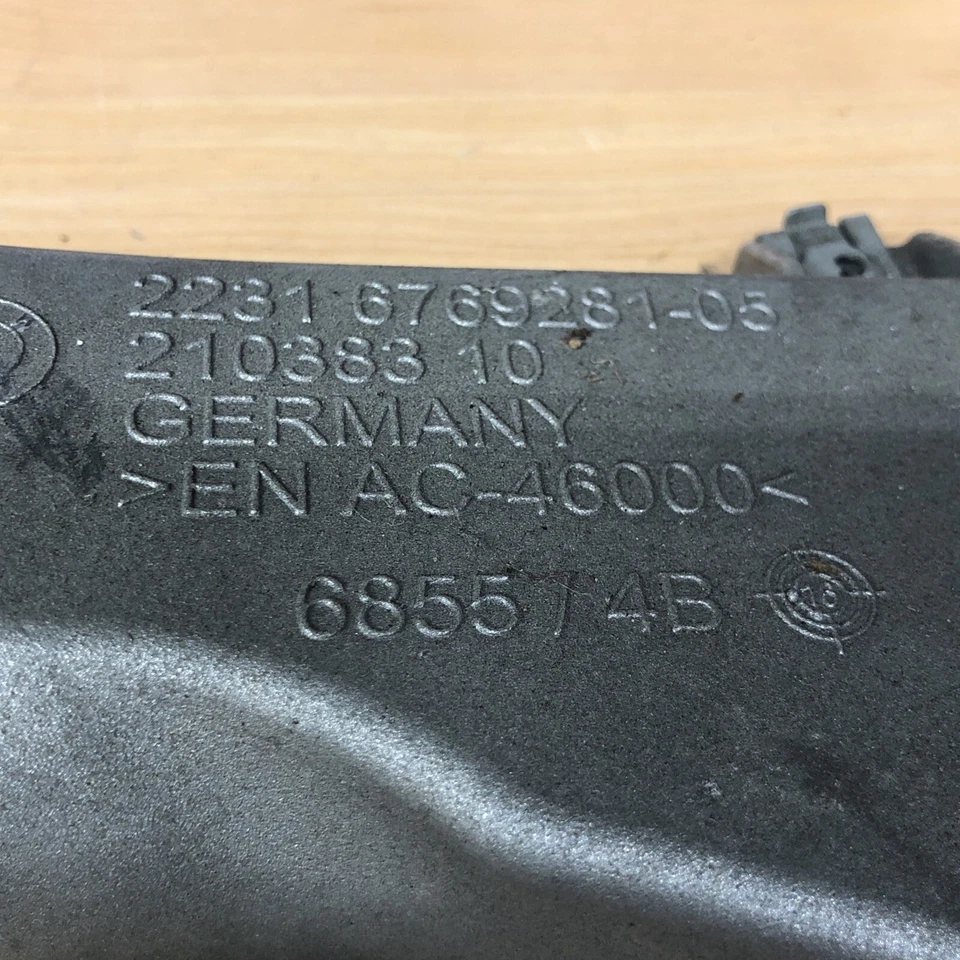 2231 6769281-05
210383 10
GERMANY
>EN AC-46000<
6855 / 4B